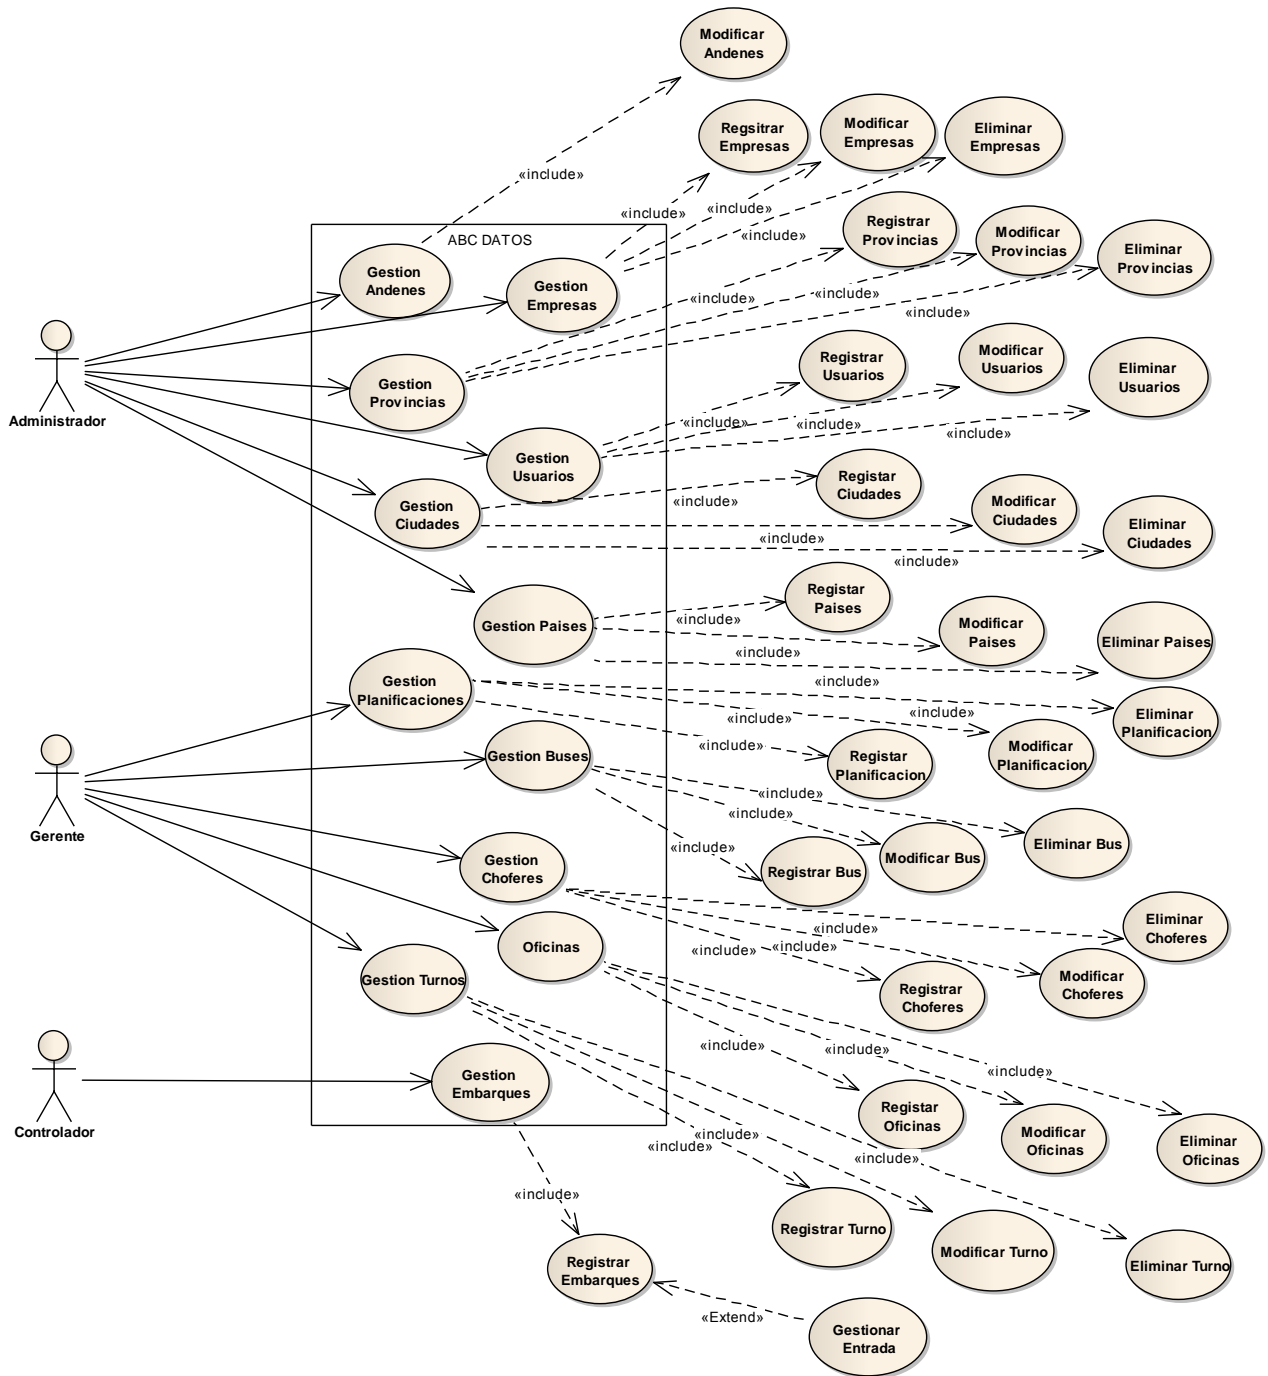 Modificar
Andenes
Regsitrar
Empresas
Modificar
Empresas
Eliminar
Empresas
«include»
«include»
«include»
«include»
ABC DATOS
Gestion
Andenes
Gestion
Empresas
Registrar
Provincias
Modificar
Provincias
Eliminar
Provincias
«include»
«include»
«include»
Administrador
Gestion
Provincias
Registrar
Usuarios
Modificar
Usuarios
Eliminar
Usuarios
«include»
«include»
«include»
Gestion
Usuarios
Gestion
Ciudades
Registar
Ciudades
Modificar
Ciudades
Eliminar
Ciudades
«include»
«include»
«include»
Gestion Paises
Registar
Paises
Modificar
Paises
Eliminar Paises
«include»
«include»
«include»
Gestion
Planificaciones
Registar
Planificacion
Modificar
Planificacion
Eliminar
Planificacion
«include»
«include»
«include»
Gerente
Gestion Buses
Registrar Bus
Modificar Bus
Eliminar Bus
«include»
«include»
«include»
Gestion
Choferes
Eliminar
Choferes
Modificar
Choferes
Registrar
Choferes
«include»
«include»
«include»
Oficinas
Gestion Turnos
«include»
«include»
«include»
Registar
Oficinas
Modificar
Oficinas
Eliminar
Oficinas
Controlador
Gestion
Embarques
«include»
«include»
«include»
Registrar Turno
Modificar Turno
Eliminar Turno
«include»
Registrar
Embarques
«Extend»
Gestionar
Entrada